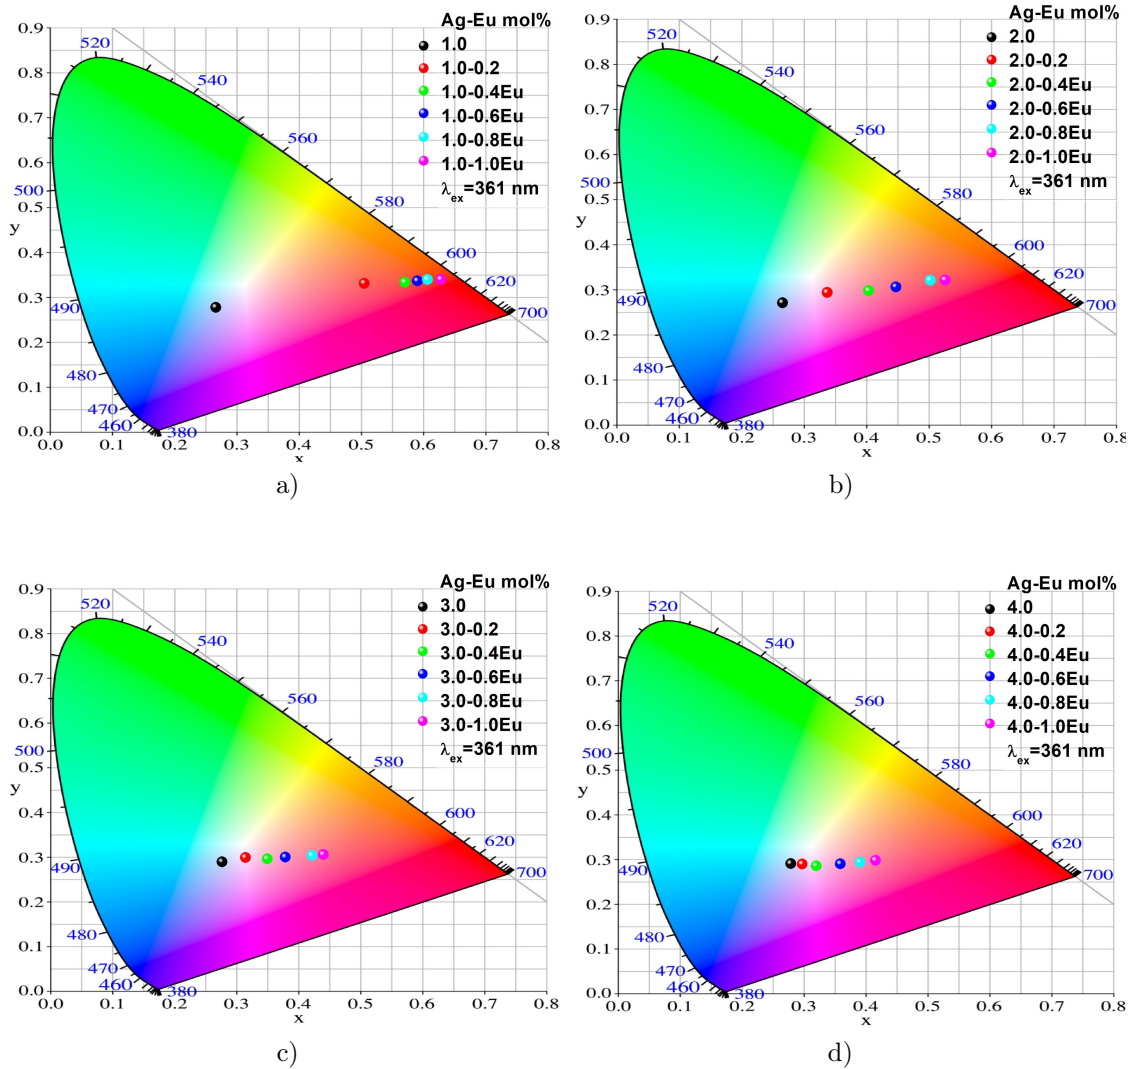 Ag-Eu mol%
1.0
1.0-0.2
1.0-0.4Eu
1.0-0.6Eu
1.0-0.8Eu
1.0-1.0Eu
λex=361 nm
0.9
0.8
0.7
0.6
0.5
0.4
0.3
0.2
0.1
0.0
y
520
540
560
580
600
620
700
500
490
480
470
460
380
0.0 0.1 0.2 0.3 0.4 0.5 0.6 0.7 0.8
x
a)
Ag-Eu mol%
2.0
2.0-0.2
2.0-0.4Eu
2.0-0.6Eu
2.0-0.8Eu
2.0-1.0Eu
λex=361 nm
0.9
0.8
0.7
0.6
0.5
0.4
0.3
0.2
0.1
0.0
y
520
540
560
580
600
620
700
500
490
480
470
460
380
0.0 0.1 0.2 0.3 0.4 0.5 0.6 0.7 0.8
x
b)
Ag-Eu mol%
3.0
3.0-0.2
3.0-0.4Eu
3.0-0.6Eu
3.0-0.8Eu
3.0-1.0Eu
λex=361 nm
0.9
0.8
0.7
0.6
0.5
0.4
0.3
0.2
0.1
0.0
y
520
540
560
580
600
620
700
500
490
480
470
460
380
0.0 0.1 0.2 0.3 0.4 0.5 0.6 0.7 0.8
x
c)
Ag-Eu mol%
4.0
4.0-0.2
4.0-0.4Eu
4.0-0.6Eu
4.0-0.8Eu
4.0-1.0Eu
λex=361 nm
0.9
0.8
0.7
0.6
0.5
0.4
0.3
0.2
0.1
0.0
y
520
540
560
580
600
620
700
500
490
480
470
460
380
0.0 0.1 0.2 0.3 0.4 0.5 0.6 0.7 0.8
x
d)